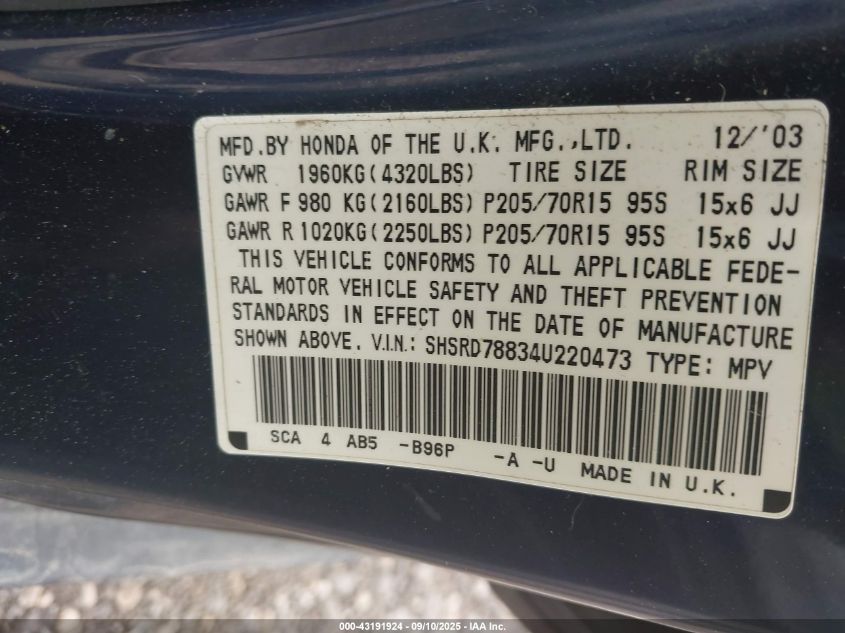 MFD.BY HONDA OF THE U.K. MFG.,LTD. 12/'03
GVWR 1960KG(4320LBS) TIRE SIZE RIM SIZE
GAWR F 980 KG(2160LBS) P205/70R15 95S 15x6 JJ
GAWR R 1020KG(2250LBS) P205/70R15 95S 15x6 JJ
THIS VEHICLE CONFORMS TO ALL APPLICABLE FEDE-
RAL MOTOR VEHICLE SAFETY AND THEFT PREVENTION
STANDARDS IN EFFECT ON THE DATE OF MANUFACTURE
SHOWN ABOVE. V.I.N.: SHSRD78834U220473 TYPE: MPV
SCA 4 AB5 -B96P -A -U MADE IN U.K.
000-43191924 - 09/10/2025 - IAA Inc.